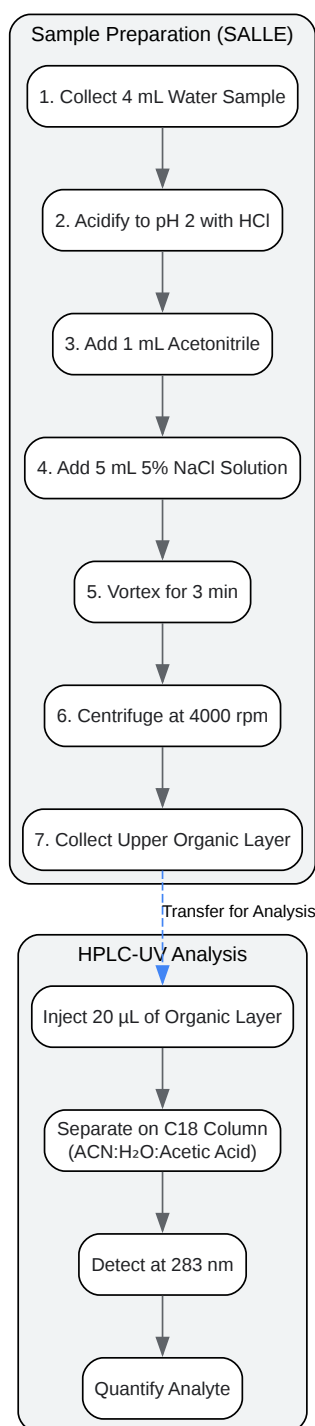 Sample Preparation (SALLE)
1. Collect 4 mL Water Sample
2. Acidify to pH 2 with HCl
3. Add 1 mL Acetonitrile
4. Add 5 mL 5% NaCl Solution
5. Vortex for 3 min
6. Centrifuge at 4000 rpm
7. Collect Upper Organic Layer
Transfer for Analysis
HPLC-UV Analysis
Inject 20 µL of Organic Layer
Separate on C18 Column
(ACN:H₂O:Acetic Acid)
Detect at 283 nm
Quantify Analyte